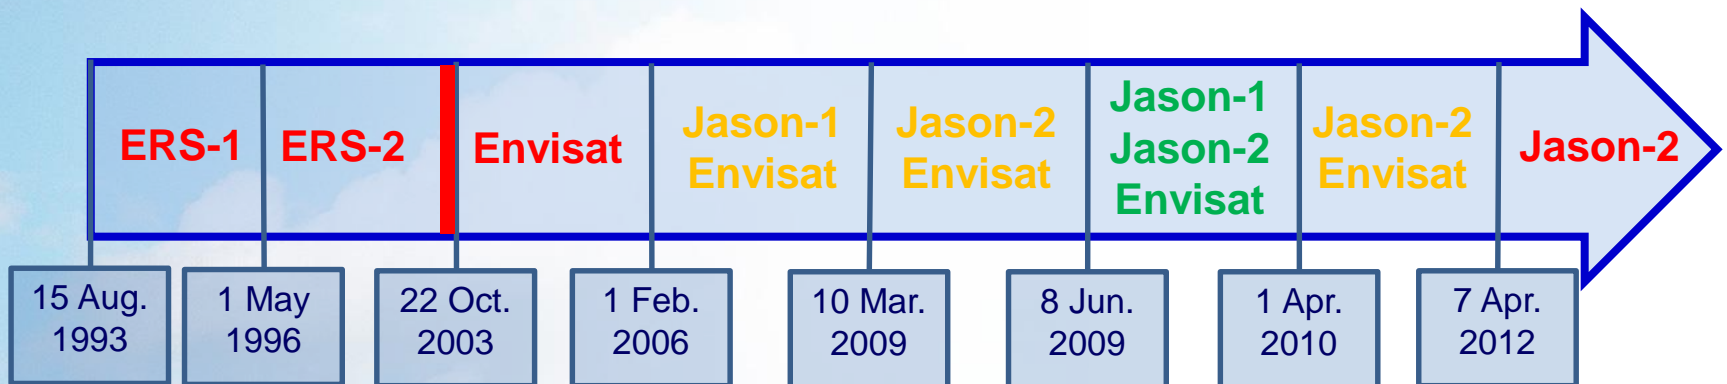 ERS-1
ERS-2
Envisat
Jason-1
Envisat
Jason-2
Envisat
Jason-1
Jason-2
Envisat
Jason-2
Envisat
Jason-2
15 Aug.
1993
1 May
1996
22 Oct.
2003
1 Feb.
2006
10 Mar.
2009
8 Jun.
2009
1 Apr.
2010
7 Apr.
2012